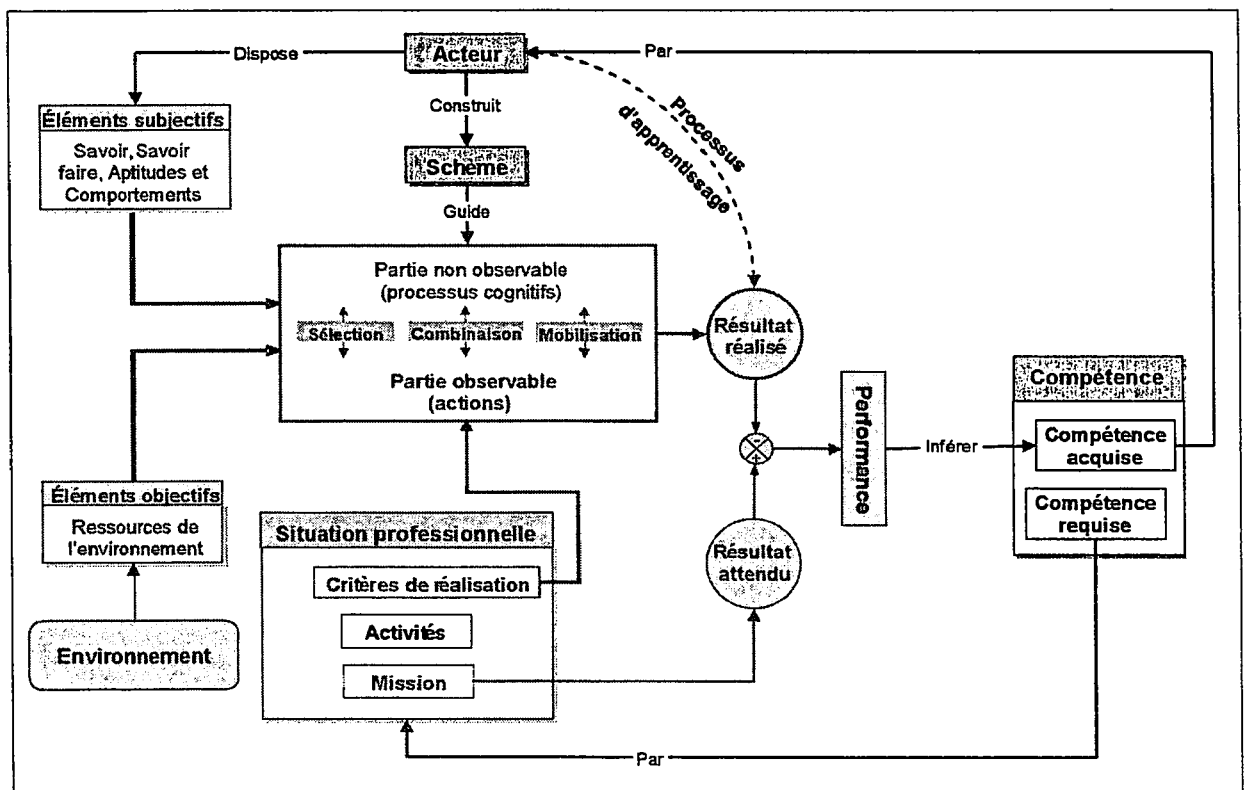 Acteur
Dispose
Par
Construit
Processus
d'apprentissage
Éléments subjectifs
Savoir, Savoir
faire, Aptitudes et
Comportements
Schème
Guide
Partie non observable
(processus cognitifs)
Sélection
Combinaison
Mobilisation
Partie observable
(actions)
Résultat
réalisé
Compétence
Compétence
acquise
Compétence
requise
Performance
Inférer
-
+
Éléments objectifs
Ressources de
l'environnement
Environnement
Situation professionnelle
Critères de réalisation
Activités
Mission
Résultat
attendu
Par